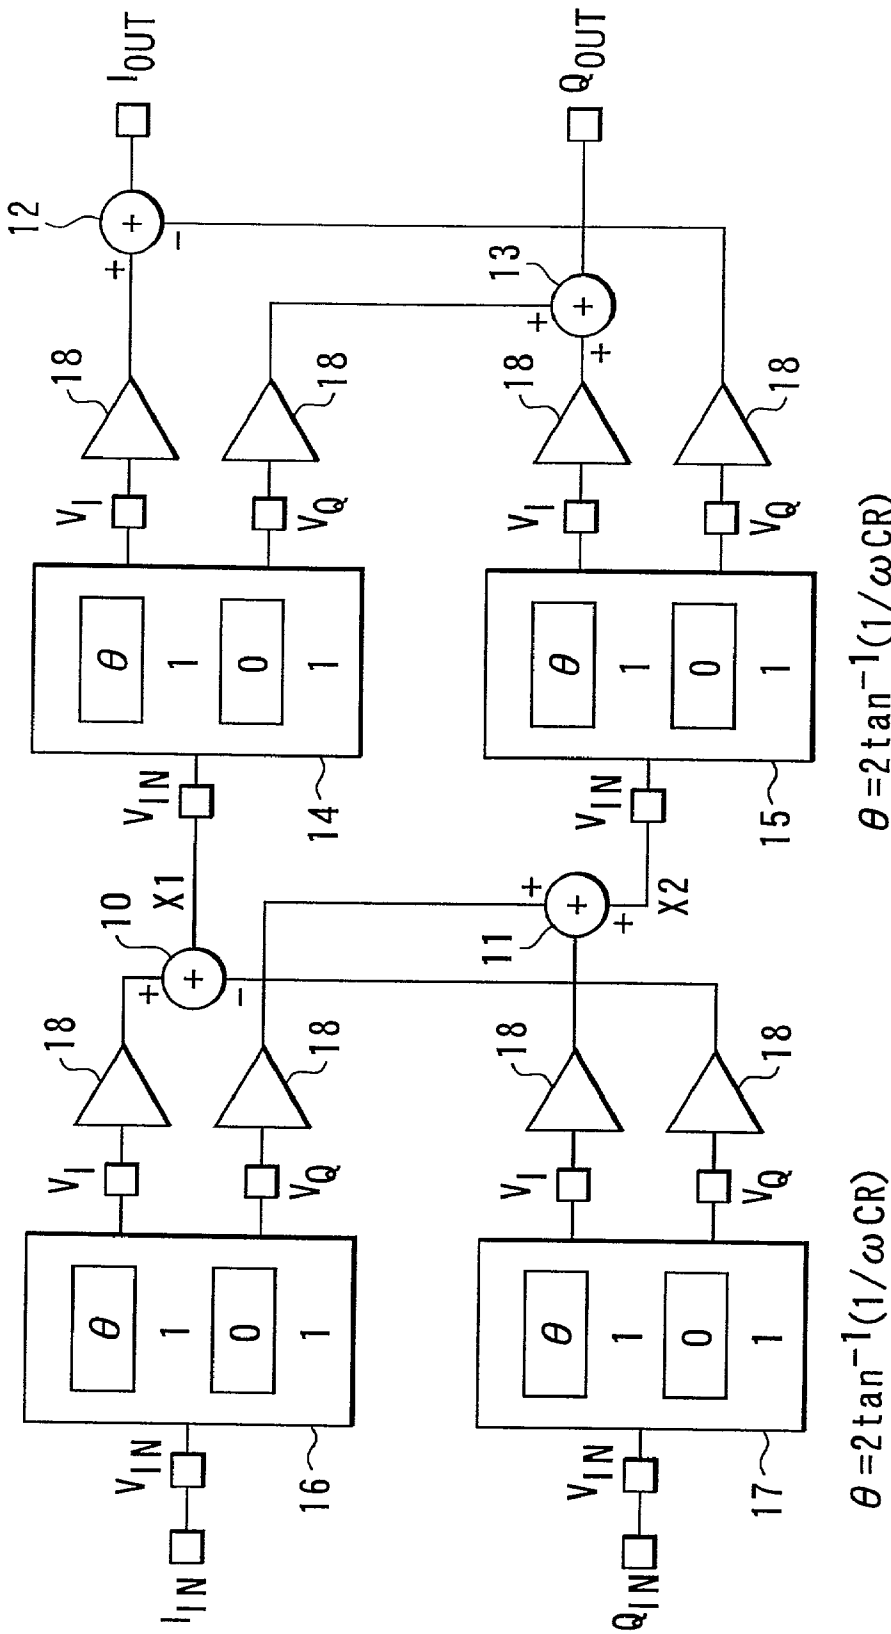 I_IN
V_IN
16
θ
1
0
1
V_I
V_Q
18
18
10
+
+
−
X1
V_IN
14
θ
1
0
1
V_I
V_Q
18
18
12
+
+
−
I_OUT
Q_IN
V_IN
17
θ
1
0
1
V_I
V_Q
18
18
11
+
+
+
X2
V_IN
15
θ
1
0
1
V_I
V_Q
18
18
13
+
+
+
Q_OUT
θ=2tan⁻¹(1/ωCR)
θ=2tan⁻¹(1/ωCR)